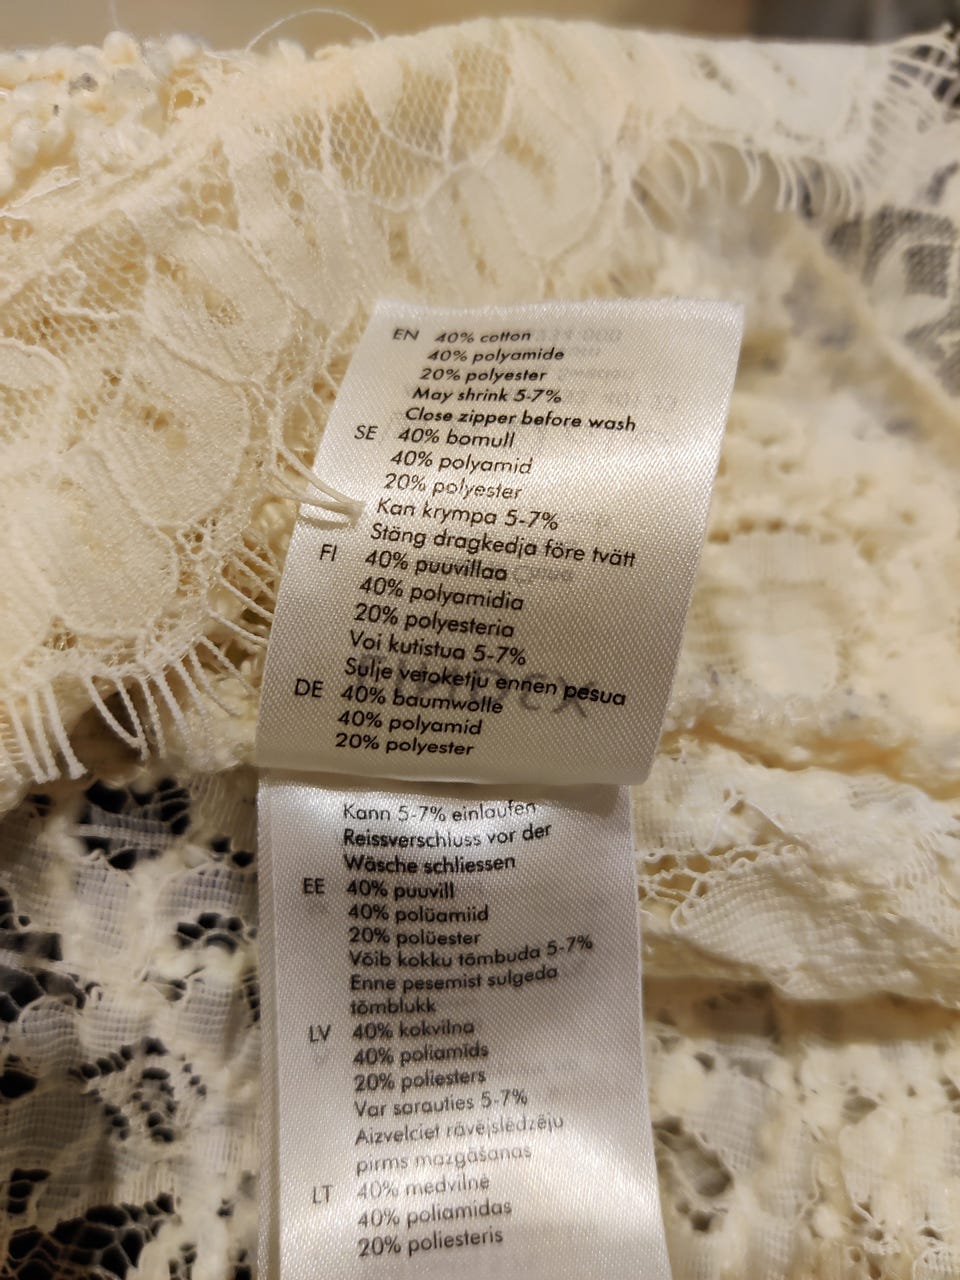 EN 40% cotton
40% polyamide
20% polyester
May shrink 5-7%
Close zipper before wash
SE 40% bomull
40% polyamid
20% polyester
Kan krympa 5-7%
Stäng dragkedja före tvätt
FI 40% puuvillaa
40% polyamidia
20% polyesteria
Voi kutistua 5-7%
Sulje vetoketju ennen pesua
DE 40% baumwolle
40% polyamid
20% polyester
Kann 5-7% einlaufen
Reissverschluss vor der
Wäsche schliessen
EE 40% puuvill
40% polüamiid
20% polüester
Võib kokku tõmbuda 5-7%
Enne pesemist sulgeda
tõmblukk
LV 40% kokvilna
40% poliamīds
20% poliesters
Var sarauties 5-7%
Aizvelciet rāvējslēdzēju
pirms mazgāšanas
LT 40% medvilnė
40% poliamidas
20% poliesteris